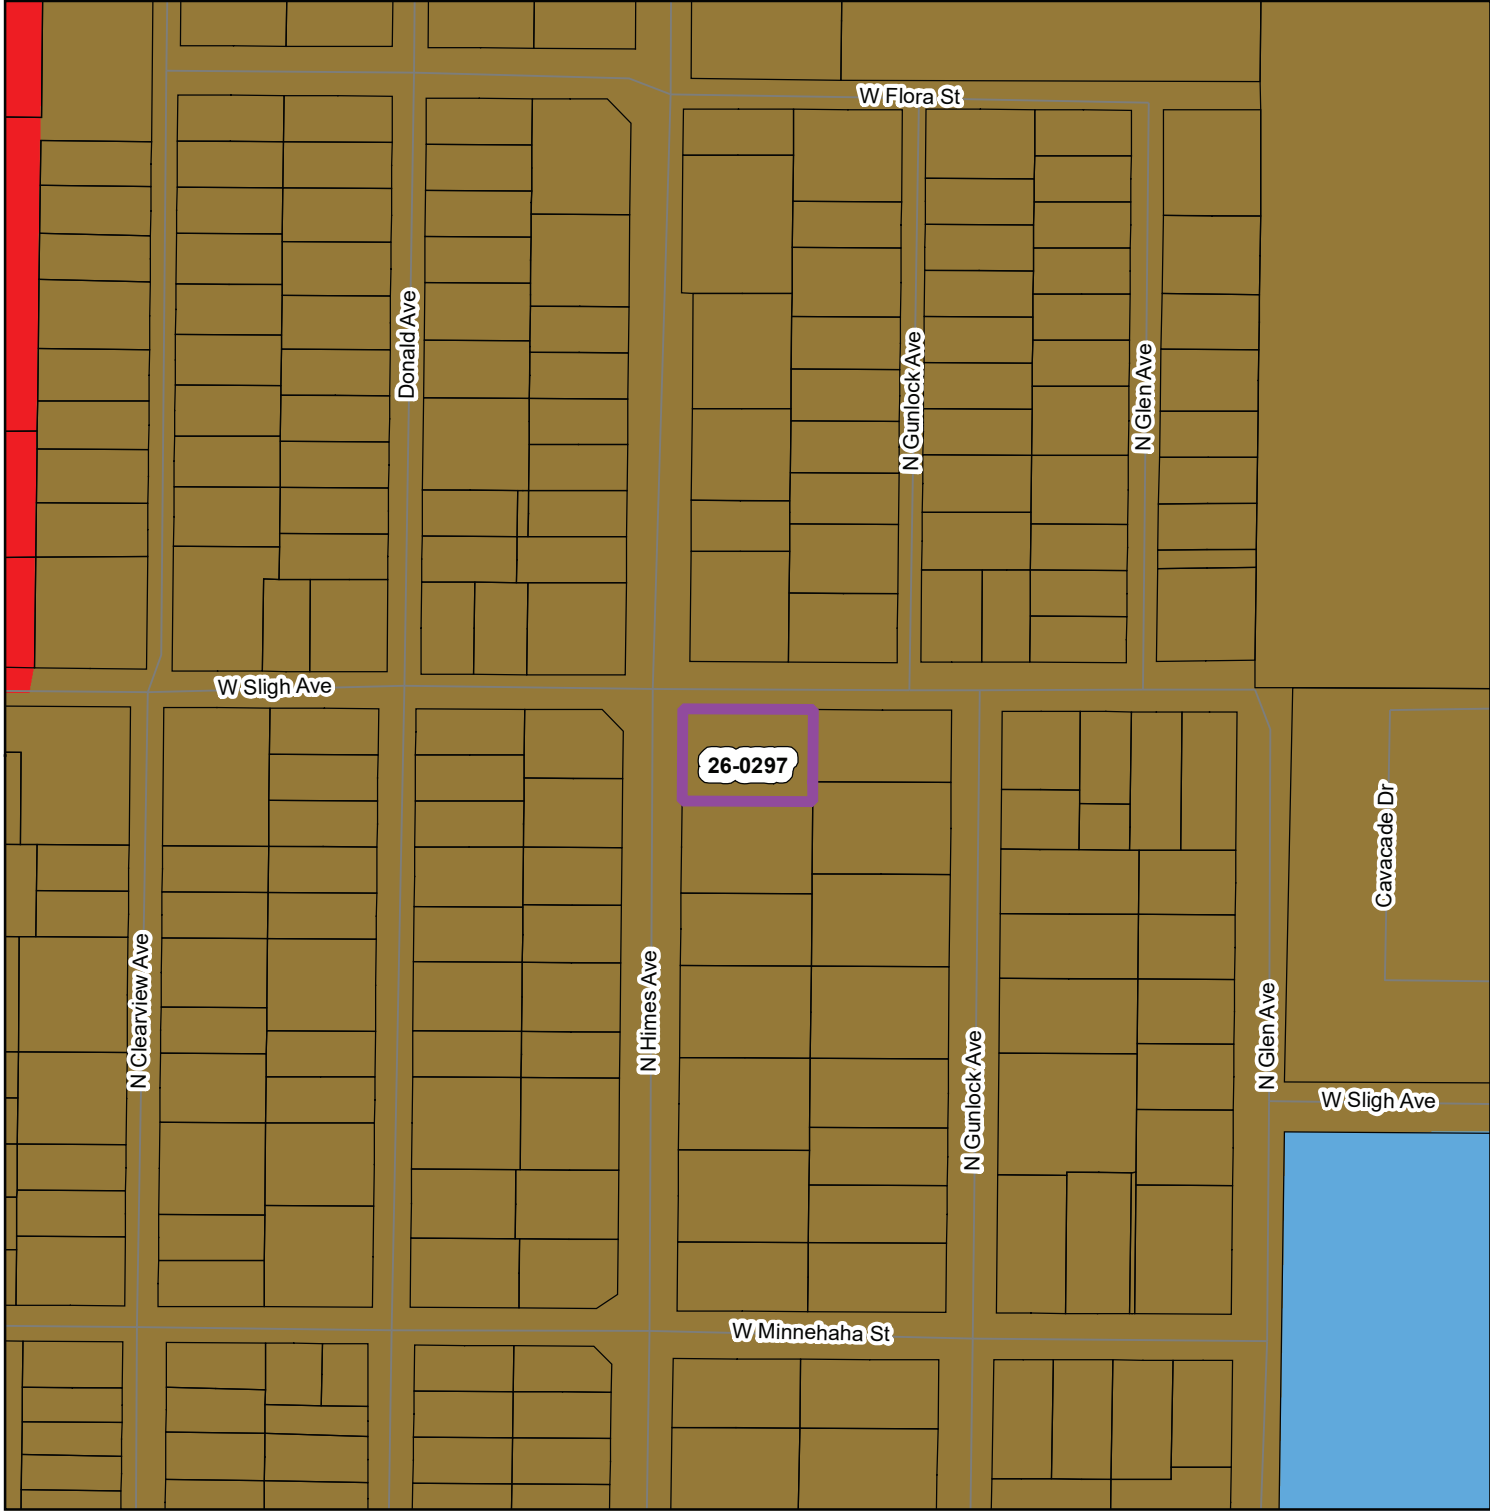 W Flora St
Donald Ave
N Gunlock Ave
N Glen Ave
W Sligh Ave
26-0297
Cavacade Dr
N Clearview Ave
N Himes Ave
N Gunlock Ave
N Glen Ave
W Sligh Ave
W Minnehaha St